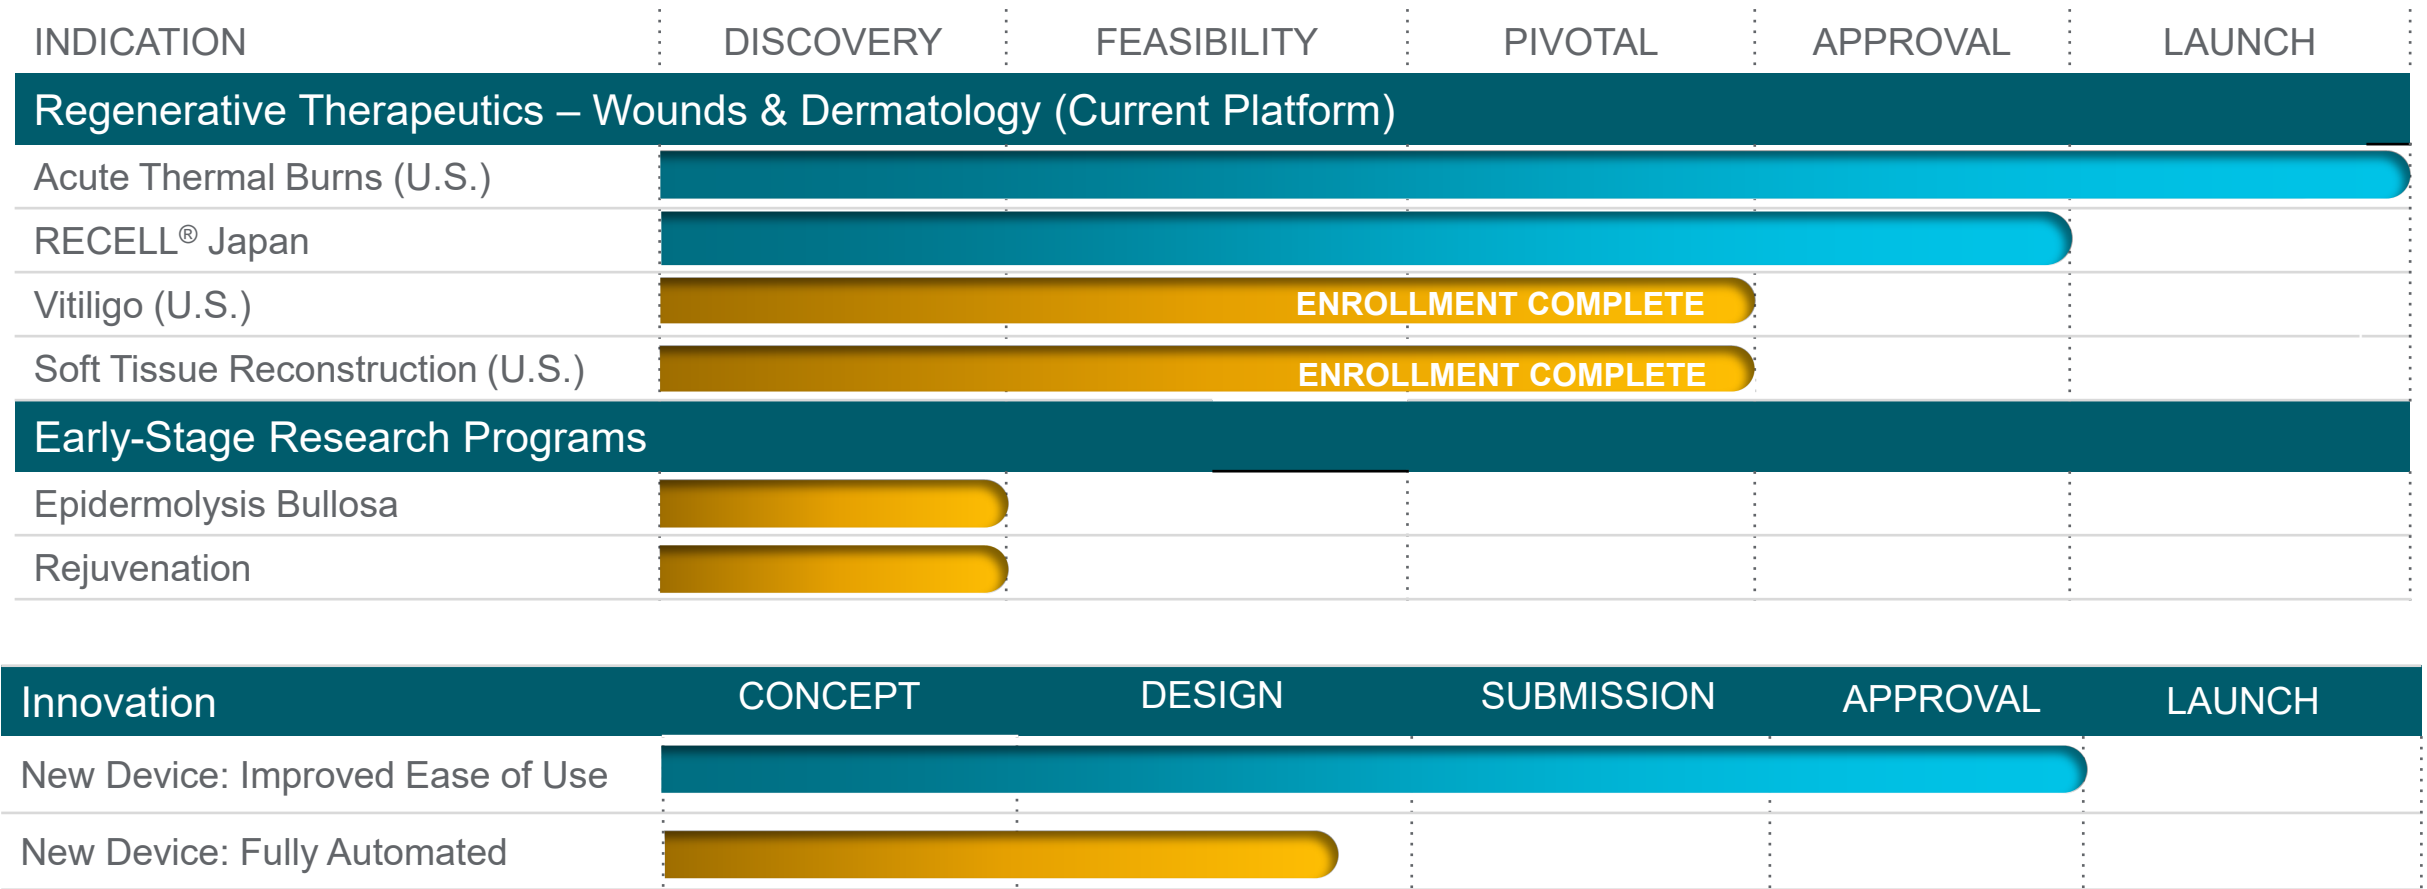 INDICATION DISCOVERY FEASIBILITY PIVOTAL APPROVAL LAUNCH
Regenerative Therapeutics – Wounds & Dermatology (Current Platform)
Acute Thermal Burns (U.S.)
RECELL® Japan
Vitiligo (U.S.) ENROLLMENT COMPLETE
Soft Tissue Reconstruction (U.S.) ENROLLMENT COMPLETE
Early-Stage Research Programs
Epidermolysis Bullosa
Rejuvenation
Innovation CONCEPT DESIGN SUBMISSION APPROVAL LAUNCH
New Device: Improved Ease of Use
New Device: Fully Automated